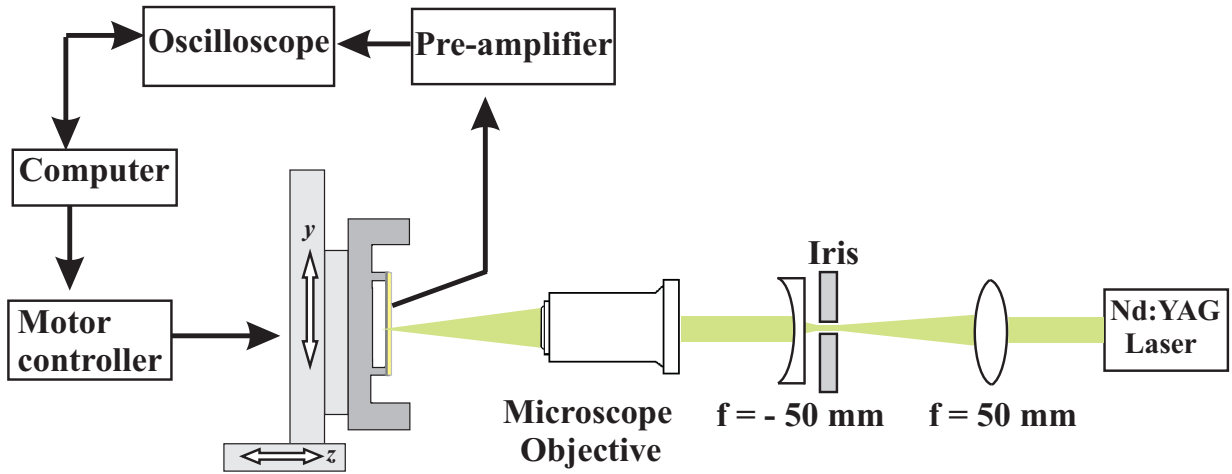 Oscilloscope
Pre-amplifier
Computer
y
Iris
Motor
controller
Nd:YAG
Laser
Microscope
Objective
f = - 50 mm
f = 50 mm
z